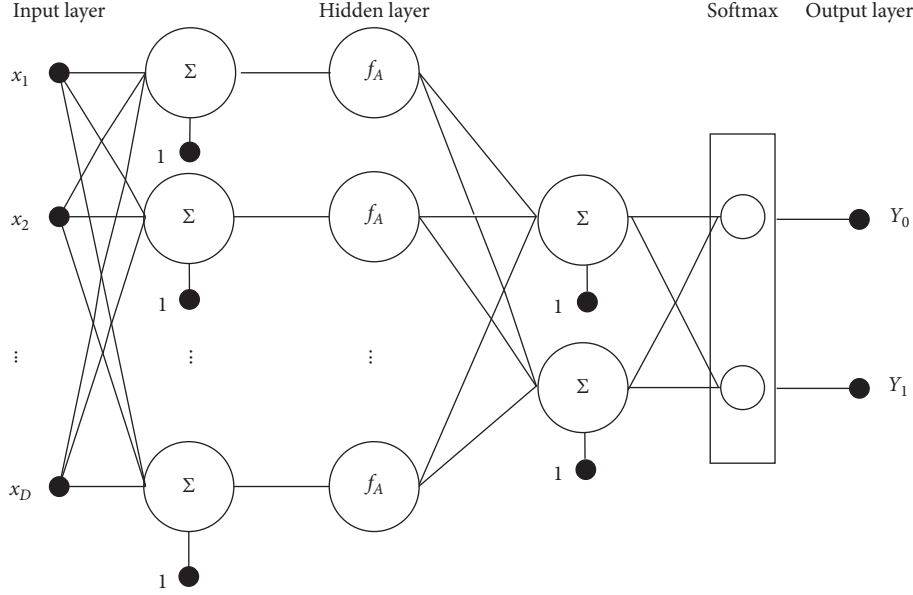 Input layer Hidden layer Softmax Output layer
x1 Σ fA
1
x2 Σ fA Σ Y0
1 1
⋮ ⋮ ⋮
Σ Y1
1
xD Σ fA
1